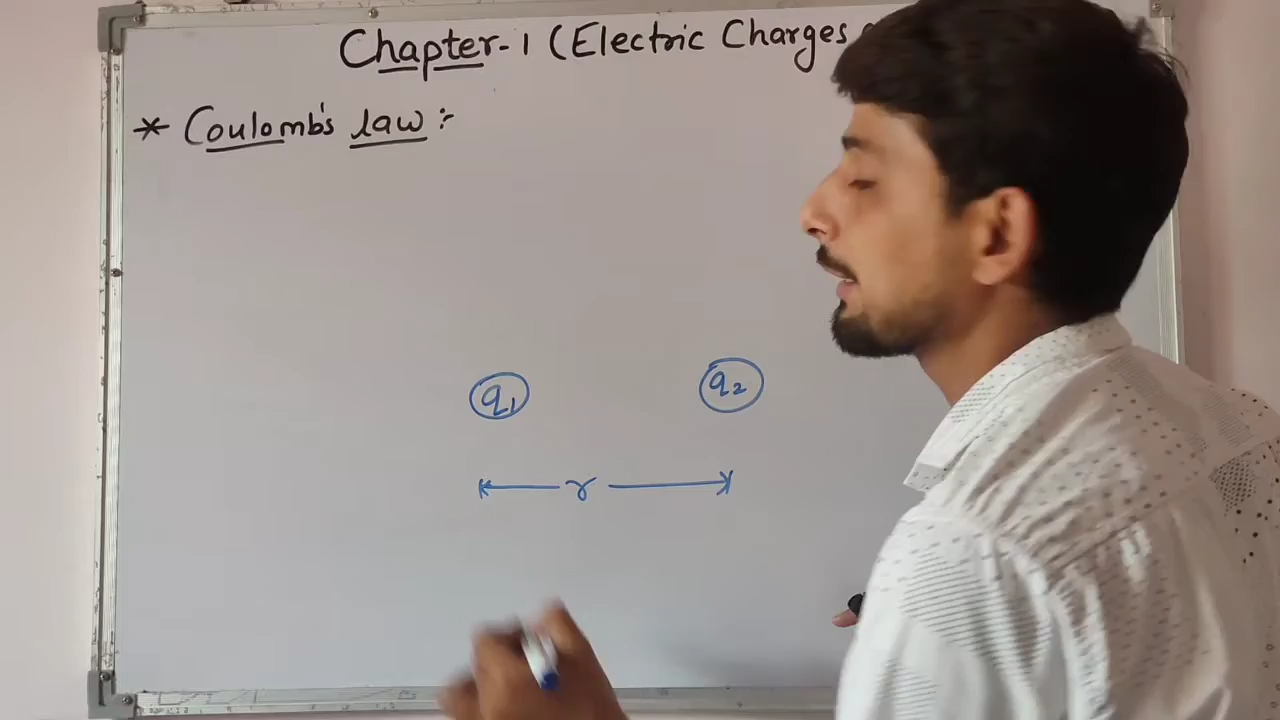 Chapter-1 (Electric Charges
* Coulomb's law :-
q1 q2
r